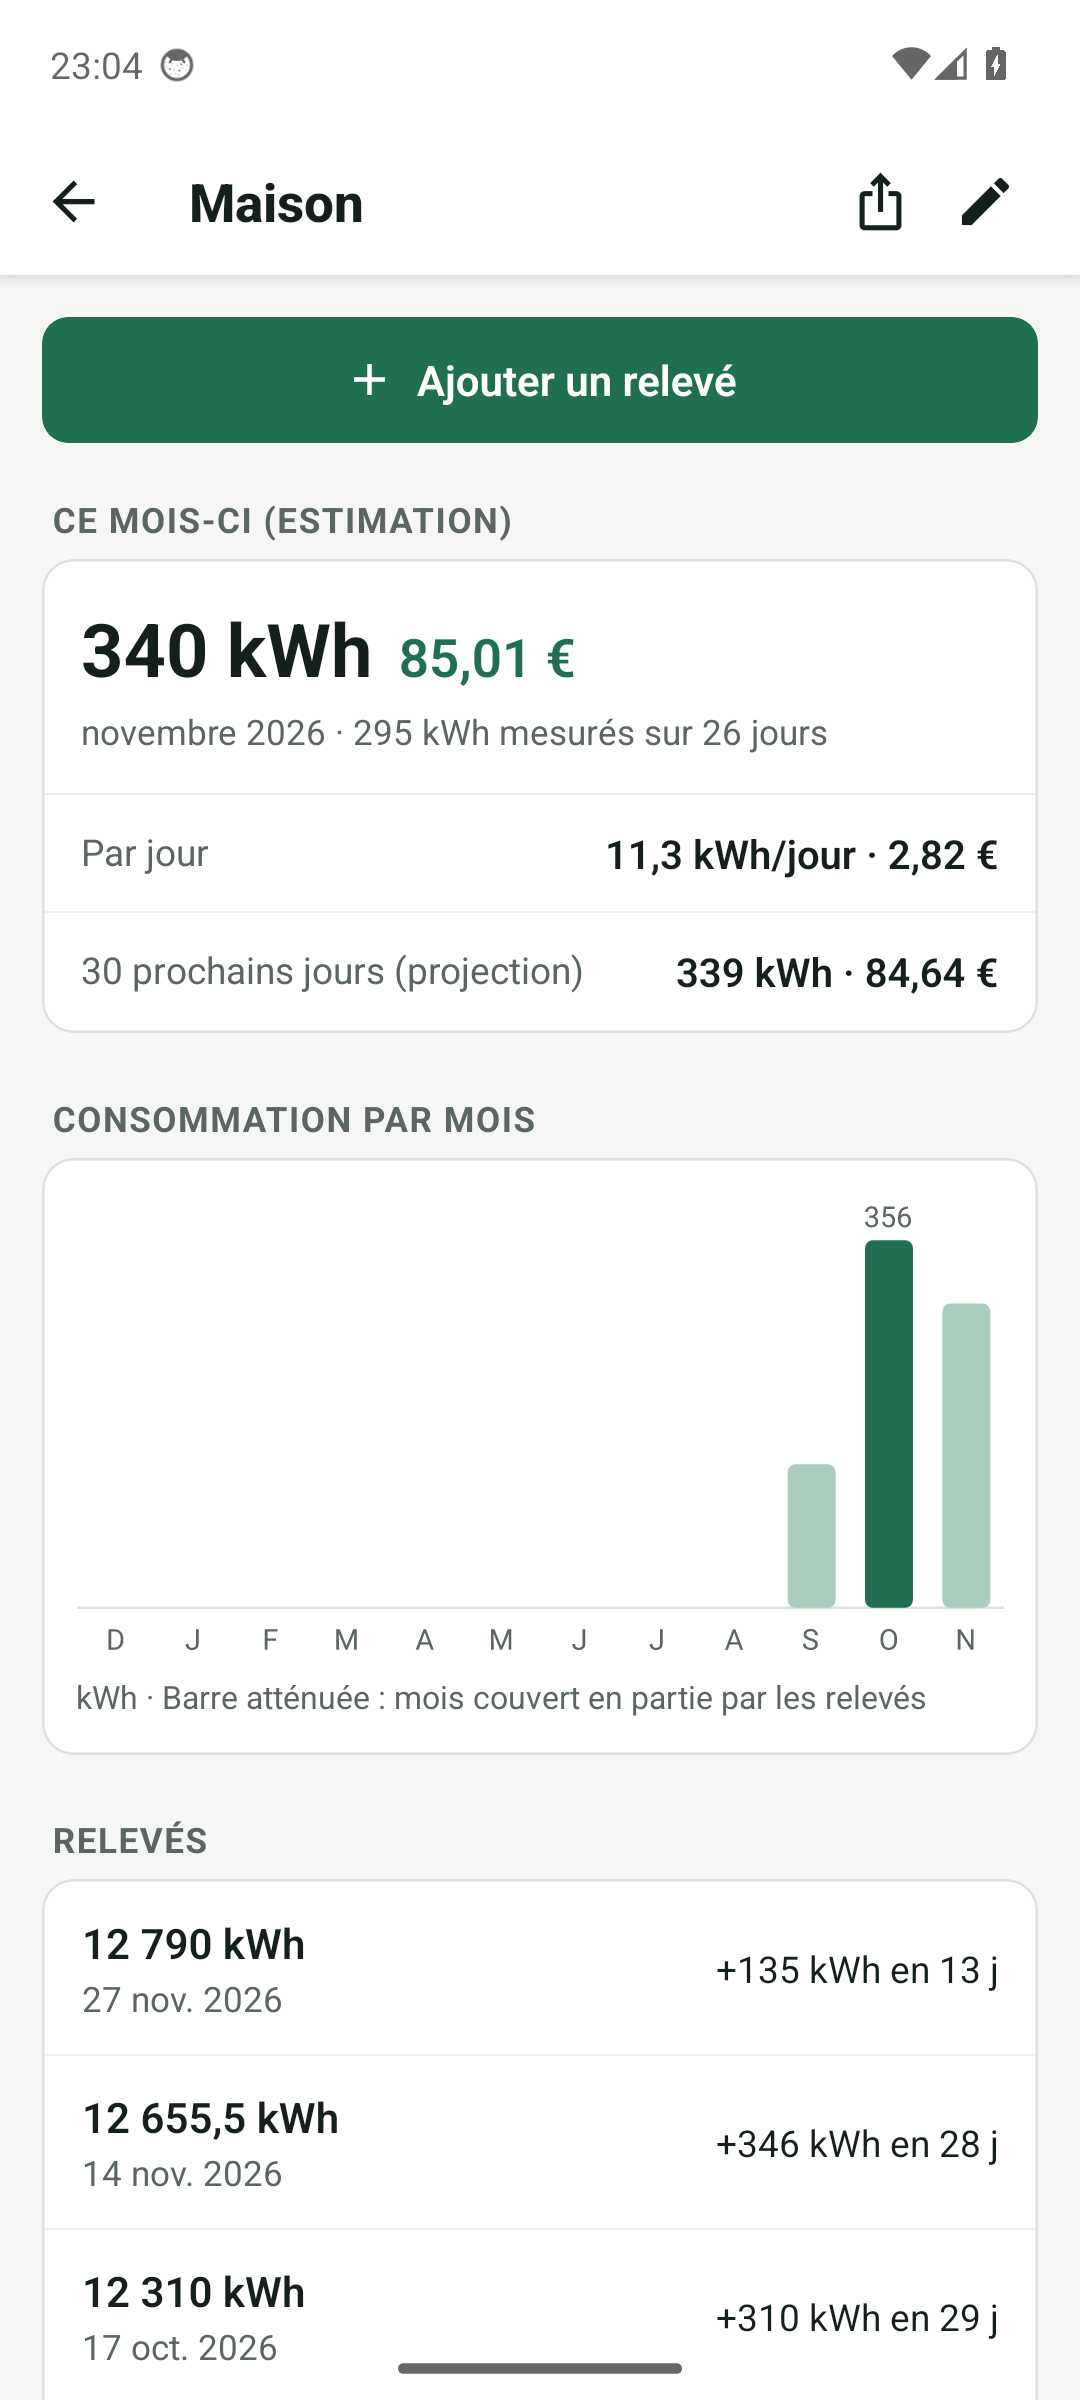 23:04
Maison
Ajouter un relevé
CE MOIS-CI (ESTIMATION)
340 kWh 85,01 €
novembre 2026 · 295 kWh mesurés sur 26 jours
Par jour 11,3 kWh/jour · 2,82 €
30 prochains jours (projection) 339 kWh · 84,64 €
CONSOMMATION PAR MOIS
356
D J F M A M J J A S O N
kWh · Barre atténuée : mois couvert en partie par les relevés
RELEVÉS
12 790 kWh
27 nov. 2026
+135 kWh en 13 j
12 655,5 kWh
14 nov. 2026
+346 kWh en 28 j
12 310 kWh
17 oct. 2026
+310 kWh en 29 j